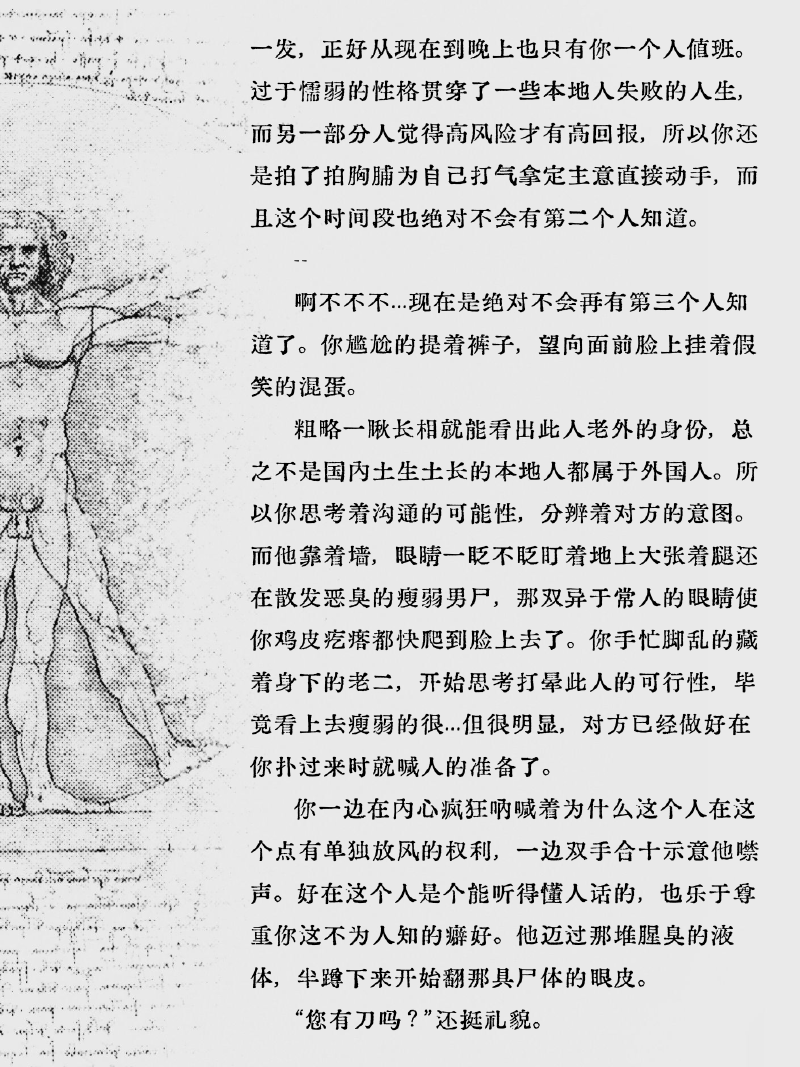 一发，正好从现在到晚上也只有你一个人值班。
过于懦弱的性格贯穿了一些本地人失败的人生，
而另一部分人觉得高风险才有高回报，所以你还
是拍了拍胸脯为自己打气拿定主意直接动手，而
且这个时间段也绝对不会有第二个人知道。
--
啊不不不...现在是绝对不会再有第三个人知
道了。你尴尬的提着裤子，望向面前脸上挂着假
笑的混蛋。
粗略一瞅长相就能看出此人老外的身份，总
之不是国内土生土长的本地人都属于外国人。所
以你思考着沟通的可能性，分辨着对方的意图。
而他靠着墙，眼睛一眨不眨盯着地上大张着腿还
在散发恶臭的瘦弱男尸，那双异于常人的眼睛使
你鸡皮疙瘩都快爬到脸上去了。你手忙脚乱的藏
着身下的老二，开始思考打晕此人的可行性，毕
竟看上去瘦弱的很...但很明显，对方已经做好在
你扑过来时就喊人的准备了。
你一边在内心疯狂呐喊着为什么这个人在这
个点有单独放风的权利，一边双手合十示意他噤
声。好在这个人是个能听得懂人话的，也乐于尊
重你这不为人知的癖好。他迈过那堆腥臭的液
体，半蹲下来开始翻那具尸体的眼皮。
“您有刀吗？”还挺礼貌。